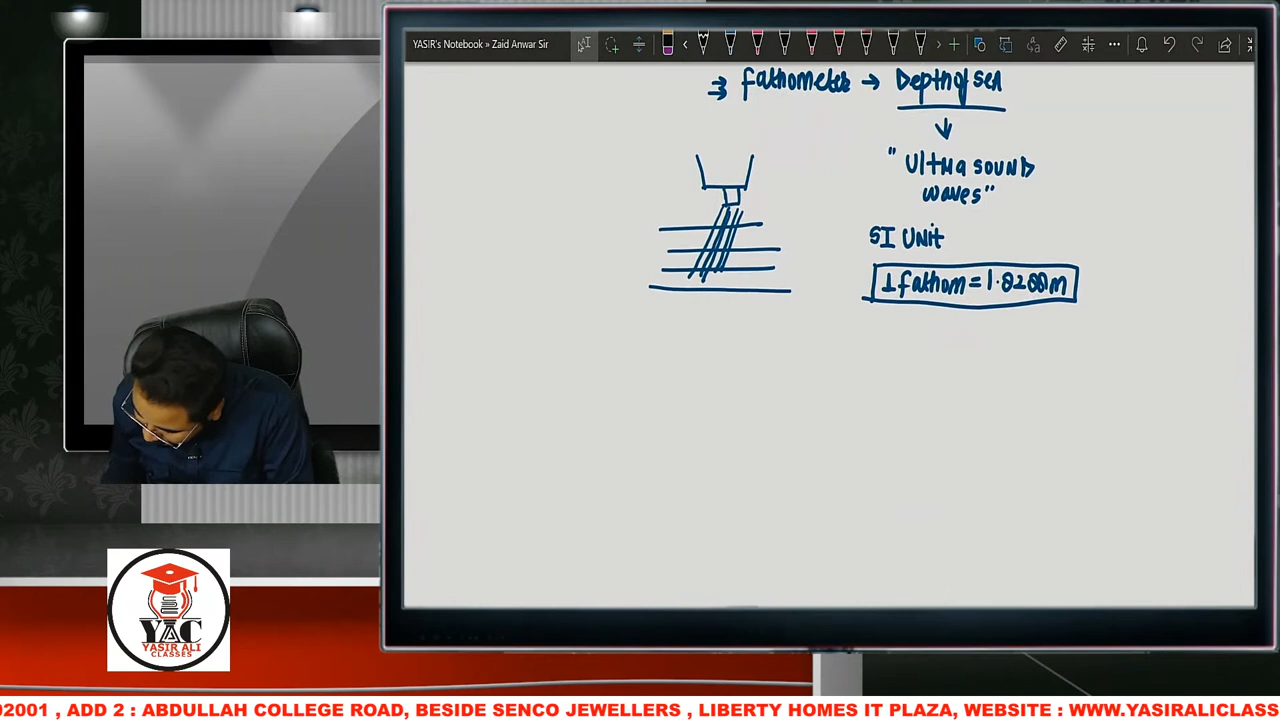 YASIR's Notebook » Zaid Anwar Sir
⇒ fathometer → Depth of sea
"Ultra sound
waves"
SI Unit
1 fathom = 1.8288m
YAC
YASIR ALI
CLASSES
02001 , ADD 2 : ABDULLAH COLLEGE ROAD, BESIDE SENCO JEWELLERS , LIBERTY HOMES IT PLAZA, WEBSITE : WWW.YASIRALICLASS